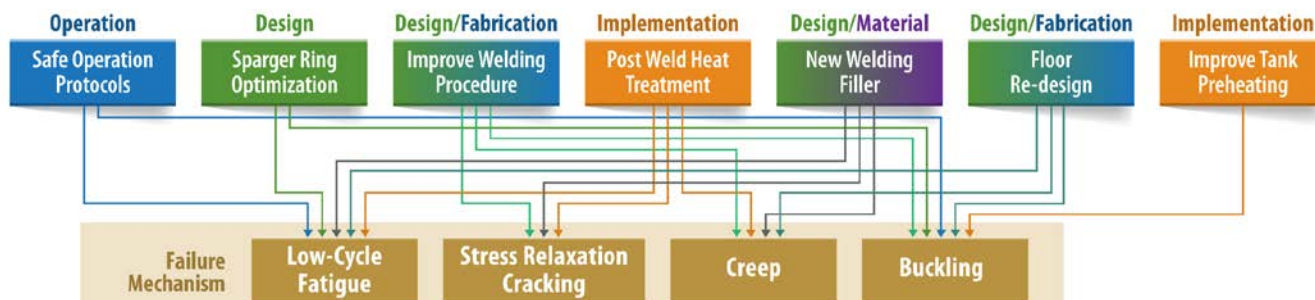 Operation
Design
Design/Fabrication
Implementation
Design/Material
Design/Fabrication
Implementation
Safe Operation
Protocols
Sparger Ring
Optimization
Improve Welding
Procedure
Post Weld Heat
Treatment
New Welding
Filler
Floor
Re-design
Improve Tank
Preheating
Failure
Mechanism
Low-Cycle
Fatigue
Stress Relaxation
Cracking
Creep
Buckling